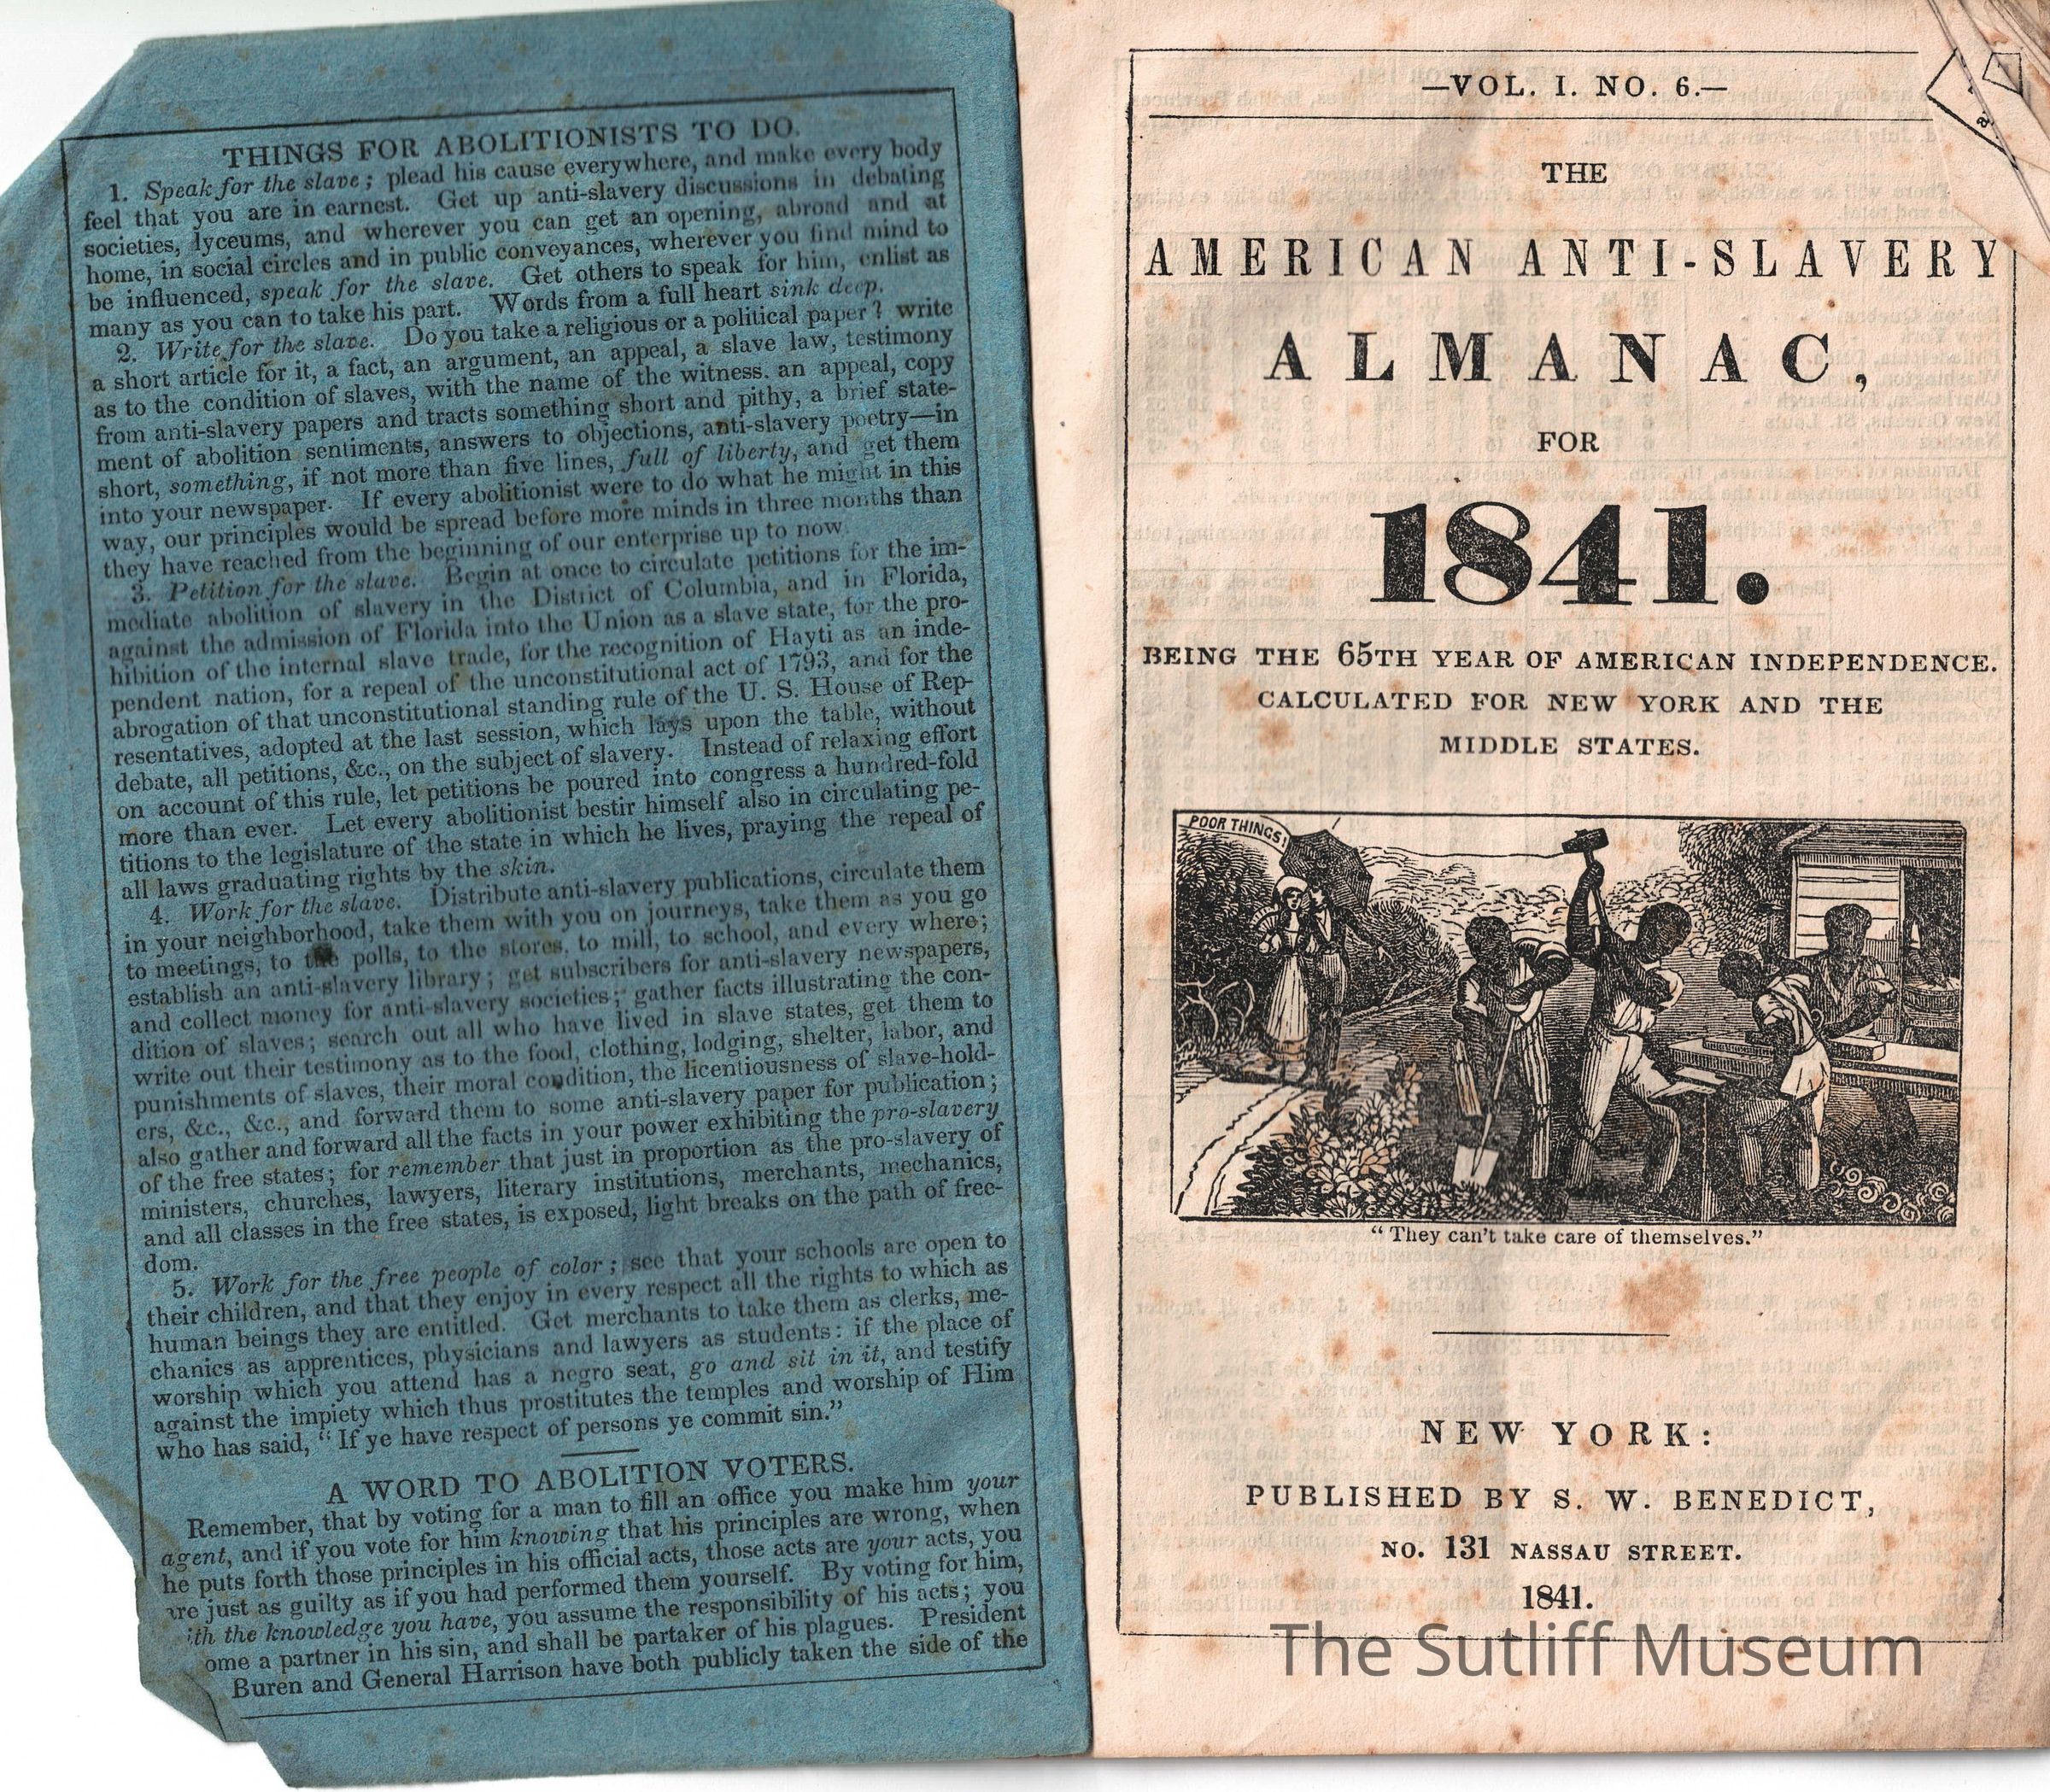 THINGS FOR ABOLITIONISTS TO DO.
1. Speak for the slave; plead his cause everywhere, and make every body
feel that you are in earnest. Get up anti-slavery discussions in debating
societies, lyceums, and wherever you can get an opening, abroad and at
home, in social circles and in public conveyances, wherever you find mind to
be influenced, speak for the slave. Get others to speak for him, enlist as
many as you can to take his part. Words from a full heart sink deep.
2. Write for the slave. Do you take a religious or a political paper? write
a short article for it, a fact, an argument, an appeal, a slave law, testimony
as to the condition of slaves, with the name of the witness. an appeal, copy
from anti-slavery papers and tracts something short and pithy, a brief state-
ment of abolition sentiments, answers to objections, anti-slavery poetry—in
short, something, if not more than five lines, full of liberty, and get them
into your newspaper. If every abolitionist were to do what he might in this
way, our principles would be spread before more minds in three months than
they have reached from the beginning of our enterprise up to now.
3. Petition for the slave. Begin at once to circulate petitions for the im-
mediate abolition of slavery in the District of Columbia, and in Florida,
against the admission of Florida into the Union as a slave state, for the pro-
hibition of the internal slave trade, for the recognition of Hayti as an inde-
pendent nation, for a repeal of the unconstitutional act of 1793, and for the
abrogation of that unconstitutional standing rule of the U. S. House of Rep-
resentatives, adopted at the last session, which lays upon the table, without
debate, all petitions, &c., on the subject of slavery. Instead of relaxing effort
on account of this rule, let petitions be poured into congress a hundred-fold
more than ever. Let every abolitionist bestir himself also in circulating pe-
titions to the legislature of the state in which he lives, praying the repeal of
all laws graduating rights by the skin.
4. Work for the slave. Distribute anti-slavery publications, circulate them
in your neighborhood, take them with you on journeys, take them as you go
to meetings, to the polls, to the stores, to mill, to school, and every where;
establish an anti-slavery library; get subscribers for anti-slavery newspapers,
and collect money for anti-slavery societies; gather facts illustrating the con-
dition of slaves; search out all who have lived in slave states, get them to
write out their testimony as to the food, clothing, lodging, shelter, labor, and
punishments of slaves, their moral condition, the licentiousness of slave-hold-
ers, &c., &c., and forward them to some anti-slavery paper for publication;
also gather and forward all the facts in your power exhibiting the pro-slavery
of the free states; for remember that just in proportion as the pro-slavery of
ministers, churches, lawyers, literary institutions, merchants, mechanics,
and all classes in the free states, is exposed, light breaks on the path of free-
dom.
5. Work for the free people of color; see that your schools are open to
their children, and that they enjoy in every respect all the rights to which as
human beings they are entitled. Get merchants to take them as clerks, me-
chanics as apprentices, physicians and lawyers as students: if the place of
worship which you attend has a negro seat, go and sit in it, and testify
against the impiety which thus prostitutes the temples and worship of Him
who has said, "If ye have respect of persons ye commit sin."
A WORD TO ABOLITION VOTERS.
Remember, that by voting for a man to fill an office you make him your
agent, and if you vote for him knowing that his principles are wrong, when
he puts forth those principles in his official acts, those acts are your acts, you
are just as guilty as if you had performed them yourself. By voting for him,
ith the knowledge you have, you assume the responsibility of his acts; you
ome a partner in his sin, and shall be partaker of his plagues. President
Buren and General Harrison have both publicly taken the side of the
—VOL. I. NO. 6.—
THE
AMERICAN ANTI-SLAVERY
ALMANAC,
FOR
1841.
BEING THE 65TH YEAR OF AMERICAN INDEPENDENCE.
CALCULATED FOR NEW YORK AND THE
MIDDLE STATES.
POOR THINGS!
"They can't take care of themselves."
NEW YORK:
PUBLISHED BY S. W. BENEDICT,
NO. 131 NASSAU STREET.
1841.
The Sutliff Museum